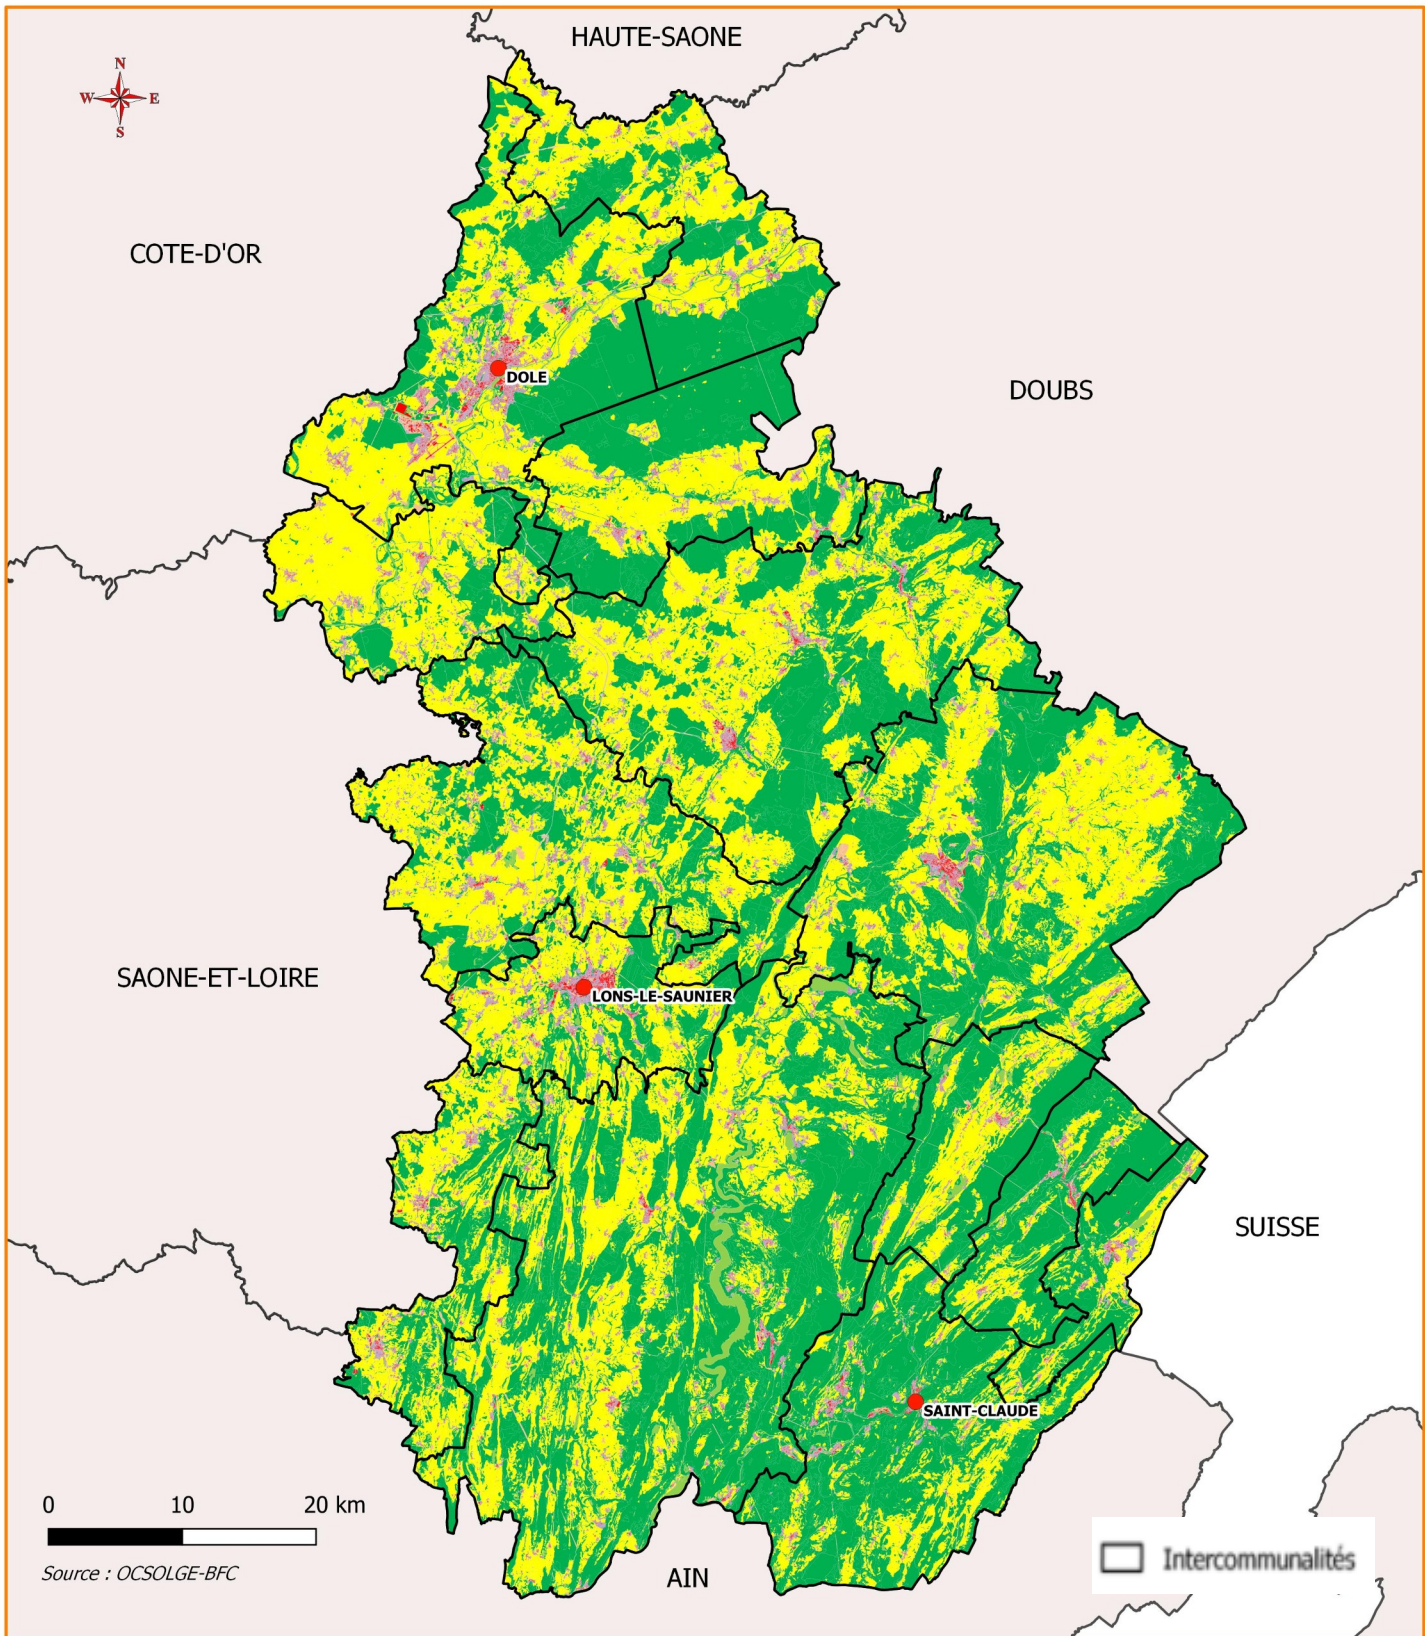 HAUTE-SAONE
N
W E
S
COTE-D'OR
DOLE
DOUBS
SAONE-ET-LOIRE
LONS-LE-SAUNIER
SUISSE
SAINT-CLAUDE
0 10 20 km
Source : OCSOLGE-BFC
AIN
Intercommunalités